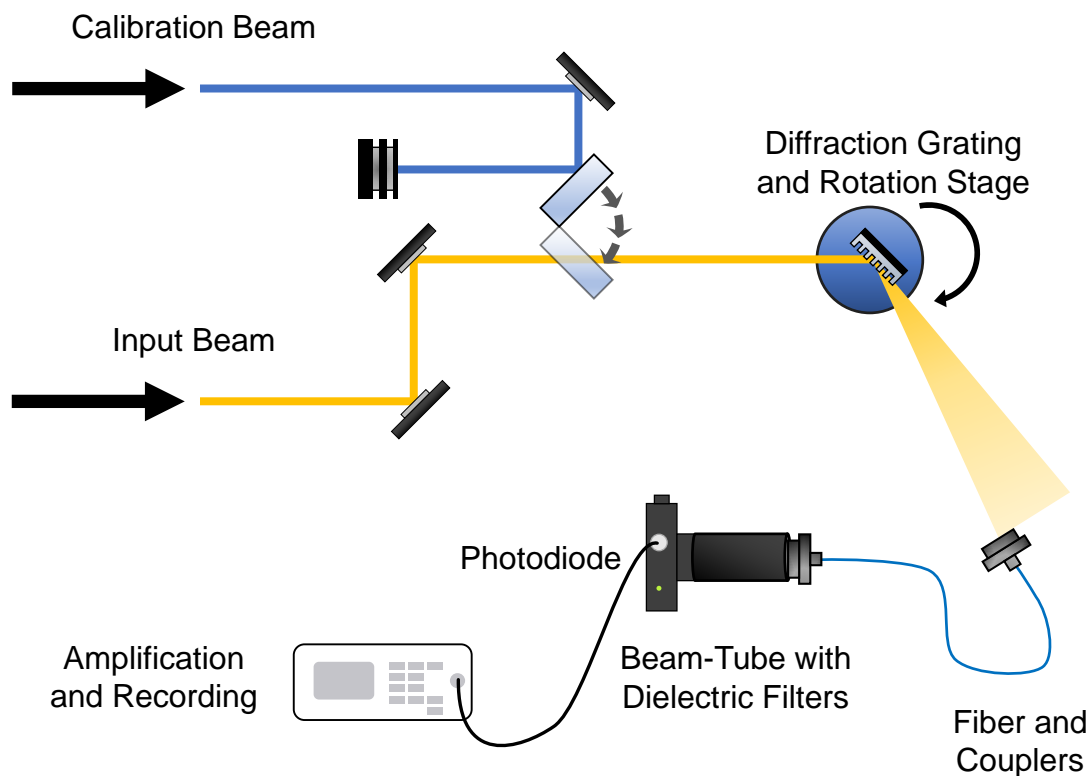 Calibration Beam
Diffraction Grating
and Rotation Stage
Input Beam
Photodiode
Amplification
and Recording
Beam-Tube with
Dielectric Filters
Fiber and
Couplers